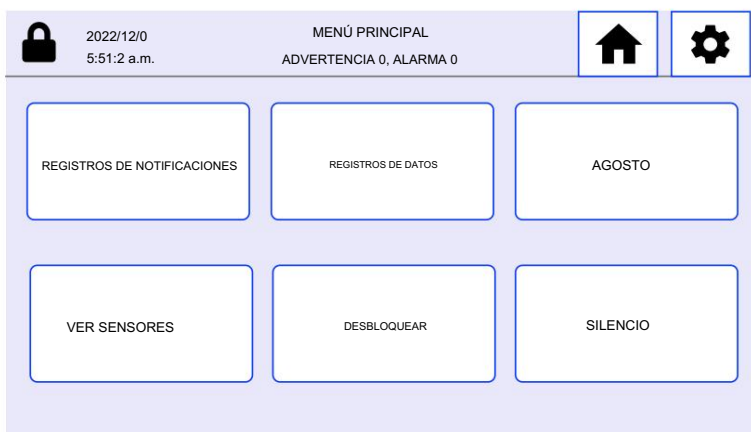 2022/12/0
5:51:2 a.m.
MENÚ PRINCIPAL
ADVERTENCIA 0, ALARMA 0
REGISTROS DE NOTIFICACIONES
REGISTROS DE DATOS
AGOSTO
VER SENSORES
DESBLOQUEAR
SILENCIO